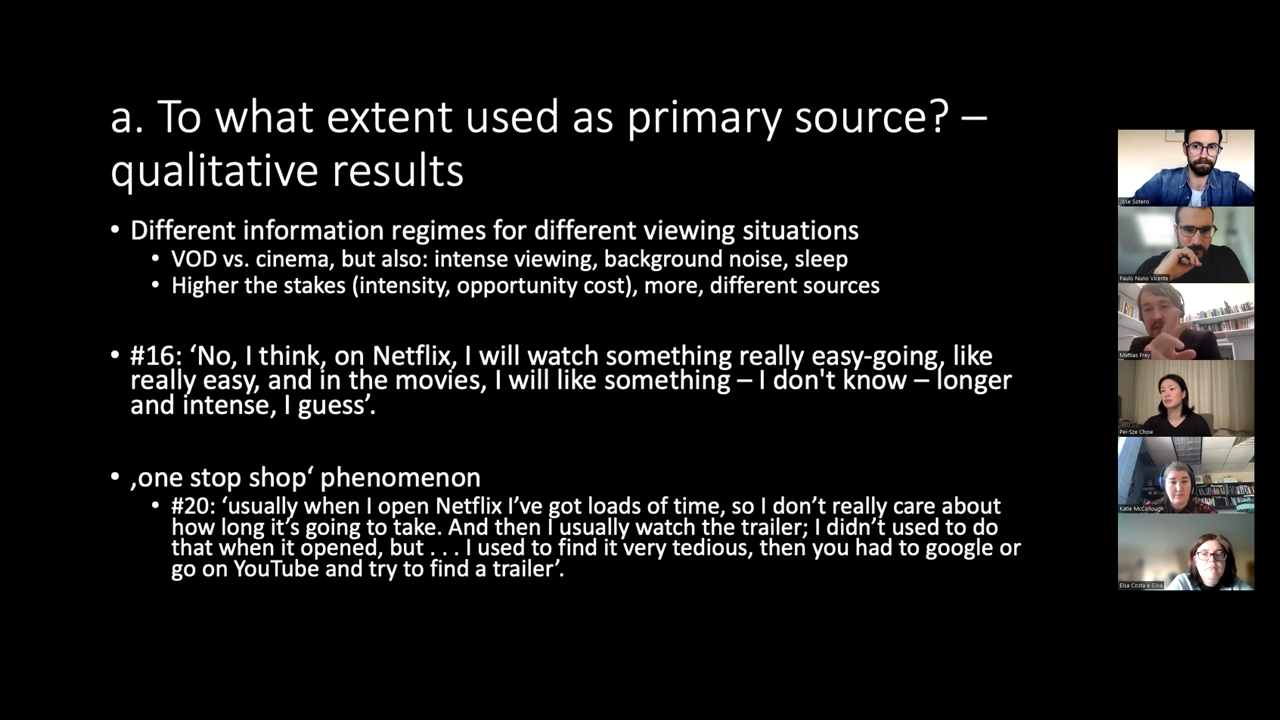 a. To what extent used as primary source? –
qualitative results
• Different information regimes for different viewing situations
• VOD vs. cinema, but also: intense viewing, background noise, sleep
• Higher the stakes (intensity, opportunity cost), more, different sources
• #16: ‘No, I think, on Netflix, I will watch something really easy-going, like
really easy, and in the movies, I will like something – I don't know – longer
and intense, I guess’.
• ‚one stop shop‘ phenomenon
• #20: ‘usually when I open Netflix I’ve got loads of time, so I don’t really care about
how long it’s going to take. And then I usually watch the trailer; I didn’t used to do
that when it opened, but . . . I used to find it very tedious, then you had to google or
go on YouTube and try to find a trailer’.
Jose Sotero
Paulo Nuno Vicente
Mattias Frey
Pei-Sze Chow
Katie McCollough
Elsa Costa e Silva